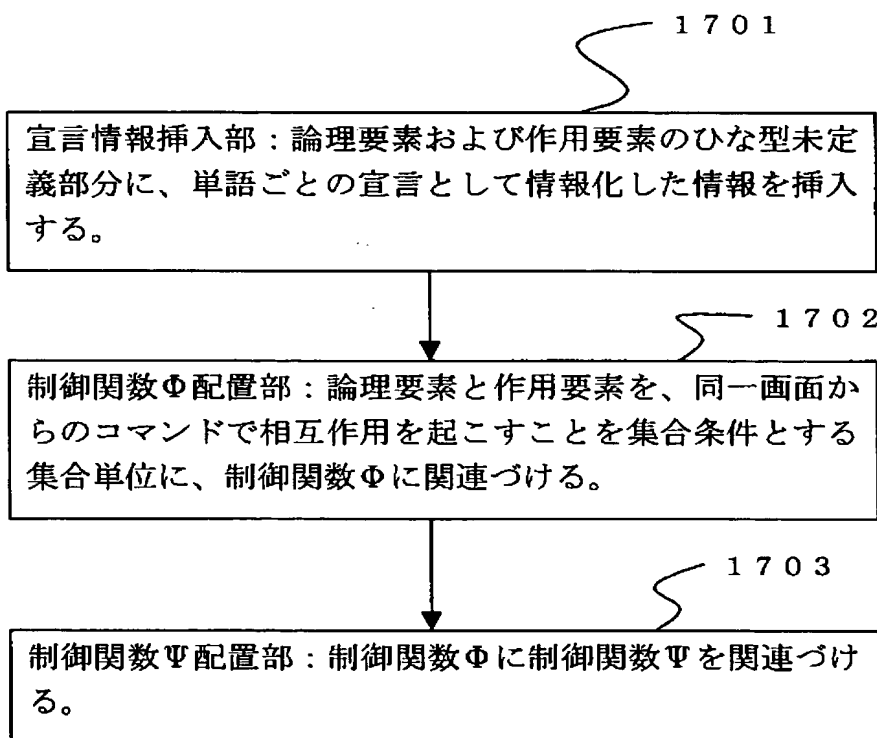 １７０１
宣言情報挿入部：論理要素および作用要素のひな型未定
義部分に、単語ごとの宣言として情報化した情報を挿入
する。
１７０２
制御関数Φ配置部：論理要素と作用要素を、同一画面か
らのコマンドで相互作用を起こすことを集合条件とする
集合単位に、制御関数Φに関連づける。
１７０３
制御関数Ψ配置部：制御関数Φに制御関数Ψを関連づけ
る。